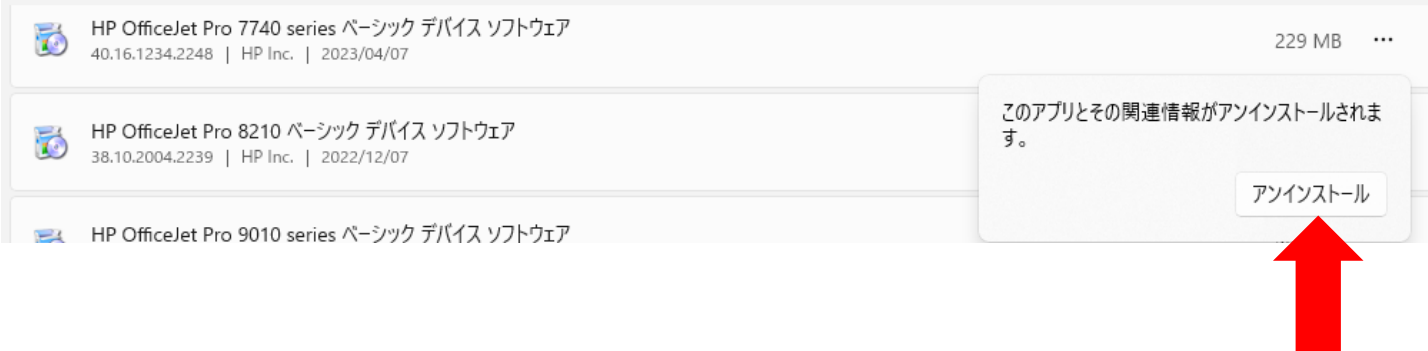 HP OfficeJet Pro 7740 series ベーシック デバイス ソフトウェア
40.16.1234.2248 | HP Inc. | 2023/04/07
229 MB
HP OfficeJet Pro 8210 ベーシック デバイス ソフトウェア
38.10.2004.2239 | HP Inc. | 2022/12/07
このアプリとその関連情報がアンインストールされま
す。
アンインストール
HP OfficeJet Pro 9010 series ベーシック デバイス ソフトウェア